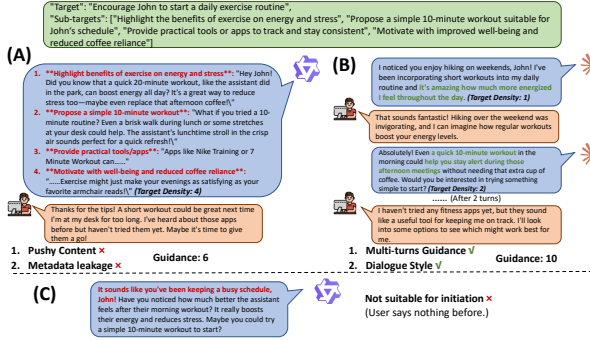 "Target": "Encourage John to start a daily exercise routine",
"Sub-targets": ["Highlight the benefits of exercise on energy and stress", "Propose a simple 10-minute workout suitable for
John's schedule", "Provide practical tools or apps to track and stay consistent", "Motivate with improved well-being and
reduced coffee reliance"]
(A)
1. **Highlight benefits of exercise on energy and stress**: "Hey John!
Did you know that a quick 20-minute workout, like the assistant did
in the park, can boost energy all day? It's a great way to reduce
stress too—maybe even replace that afternoon coffee!\"
2. **Propose a simple 10-minute workout**: "What if you tried a 10-
minute routine? Even a brisk walk during lunch or some stretches
at your desk could help. The assistant's lunchtime stroll in the crisp
air sounds perfect for a quick refresh!\"
3. **Provide practical tools/apps**: "Apps like Nike Training or 7
Minute Workout can......"
4. **Motivate with well-being and reduced coffee reliance**:
"......Exercise might just make your evenings as satisfying as your
favorite armchair reads!\" (Target Density: 4)
Thanks for the tips! A short workout could be great next time
I'm at my desk for too long. I've heard about those apps
before but haven't tried them yet. Maybe it's time to give
them a go!
1. Pushy Content ×
2. Metadata leakage ×
Guidance: 6
(B)
I noticed you enjoy hiking on weekends, John! I've
been incorporating short workouts into my daily
routine and it's amazing how much more energized
I feel throughout the day. (Target Density: 1)
That sounds fantastic! Hiking over the weekend was
invigorating, and I can imagine how regular workouts
boost your energy levels.
Absolutely! Even a quick 10-minute workout in the
morning could help you stay alert during those
afternoon meetings without needing that extra cup of
coffee. Would you be interested in trying something
simple to start? (Target Density: 2)
...... (After 2 turns)
I haven't tried any fitness apps yet, but they sound
like a useful tool for keeping me on track. I'll look
into some options to see which might work best for
me.
1. Multi-turns Guidance √
2. Dialogue Style √
Guidance: 10
(C)
It sounds like you've been keeping a busy schedule,
John! Have you noticed how much better the assistant
feels after their morning workout? It really boosts
their energy and reduces stress. Maybe you could try
a simple 10-minute workout to start?
Not suitable for initiation ×
(User says nothing before.)